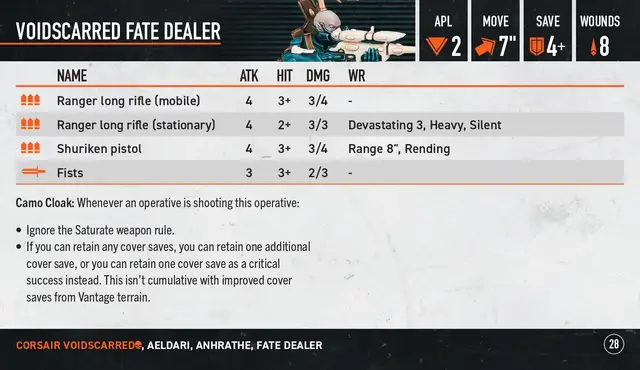 VOIDSCARRED FATE DEALER
APL
2
MOVE
7"
SAVE
4+
WOUNDS
8
NAME ATK HIT DMG WR
Ranger long rifle (mobile) 4 3+ 3/4 -
Ranger long rifle (stationary) 4 2+ 3/3 Devastating 3, Heavy, Silent
Shuriken pistol 4 3+ 3/4 Range 8", Rending
Fists 3 3+ 2/3 -
Camo Cloak: Whenever an operative is shooting this operative:
• Ignore the Saturate weapon rule.
• If you can retain any cover saves, you can retain one additional
cover save, or you can retain one cover save as a critical
success instead. This isn't cumulative with improved cover
saves from Vantage terrain.
CORSAIR VOIDSCARRED, AELDARI, ANHRATHE, FATE DEALER
28